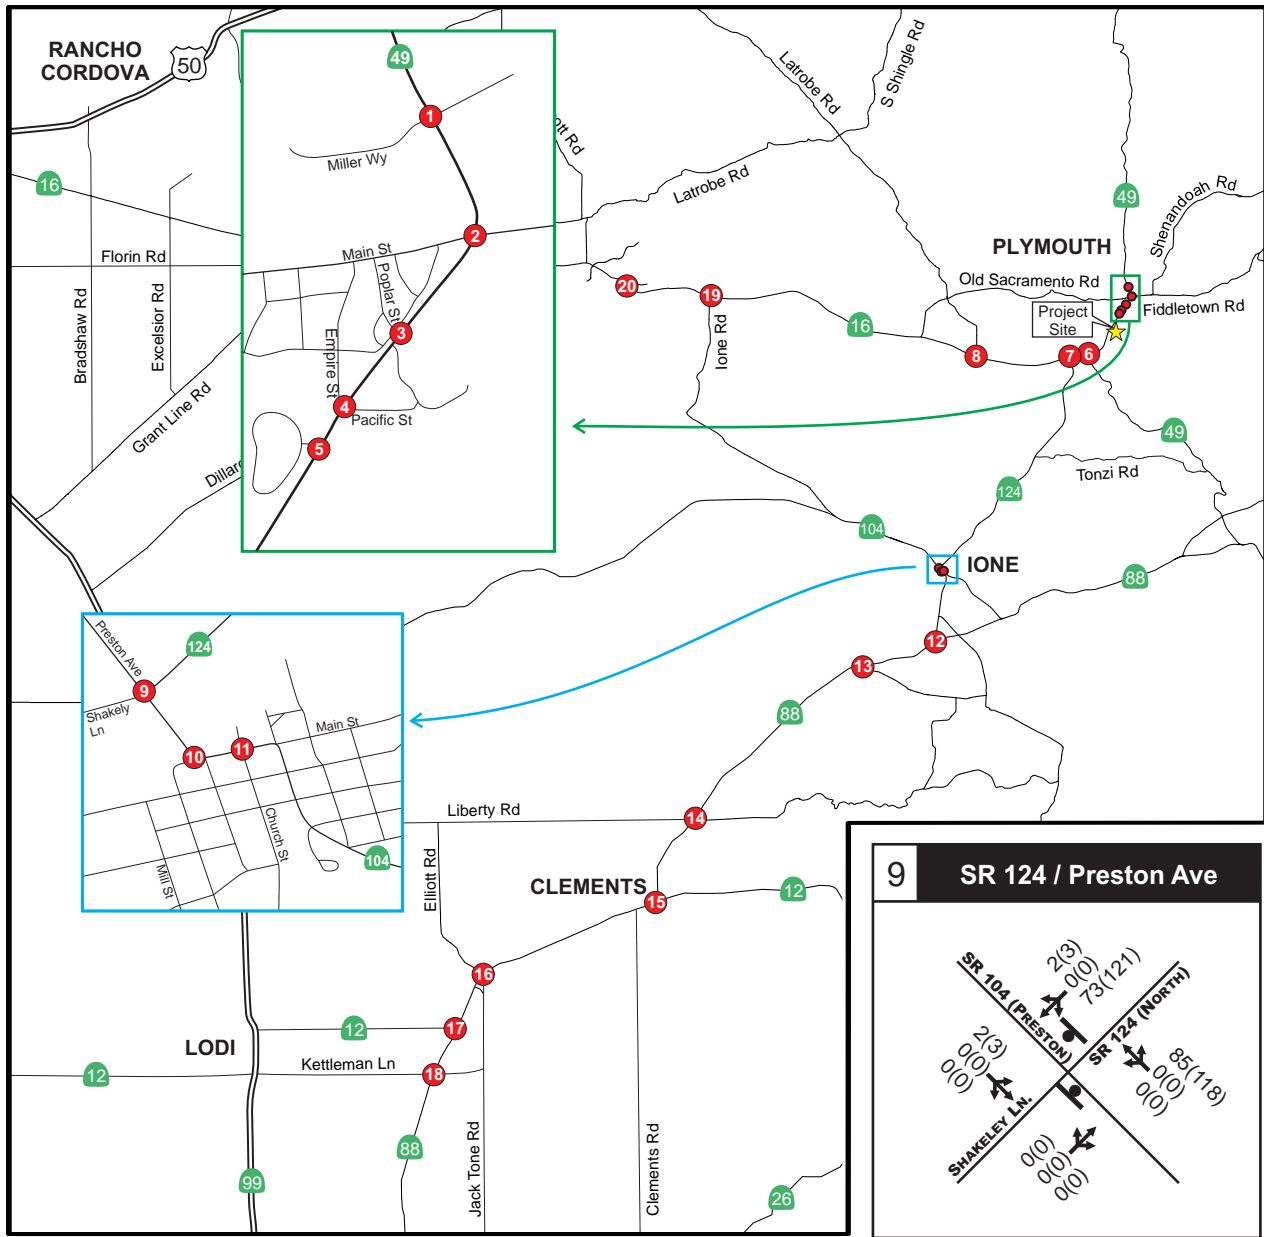 RANCHO
CORDOVA
50
49
1
Miller Wy
2
Main St
Poplar St
3
Empire St
4
Pacific St
5
ott Rd
Latrobe Rd
S Shingle Rd
Latrobe Rd
16
Florin Rd
Bradshaw Rd
Excelsior Rd
Grant Line Rd
Dillar
49
Shenandoah Rd
PLYMOUTH
Old Sacramento Rd
Fiddletown Rd
Project
Site
20
19
Ione Rd
16
8
7
6
49
Tonzi Rd
124
104
IONE
88
12
13
88
Preston Ave
124
9
Shakely
Ln
10
11
Main St
Church St
Mill St
104
Liberty Rd
14
Elliott Rd
CLEMENTS
15
12
16
17
12
LODI
Kettleman Ln
18
12
88
99
Jack Tone Rd
Clements Rd
26
9
SR 124 / Preston Ave
SR 104 (PRESTON)
2(3)
0(0)
73(121)
SR 124 (NORTH)
2(3)
0(0)
0(0)
85(118)
0(0)
0(0)
SHAKELEY LN.
0(0)
0(0)
0(0)